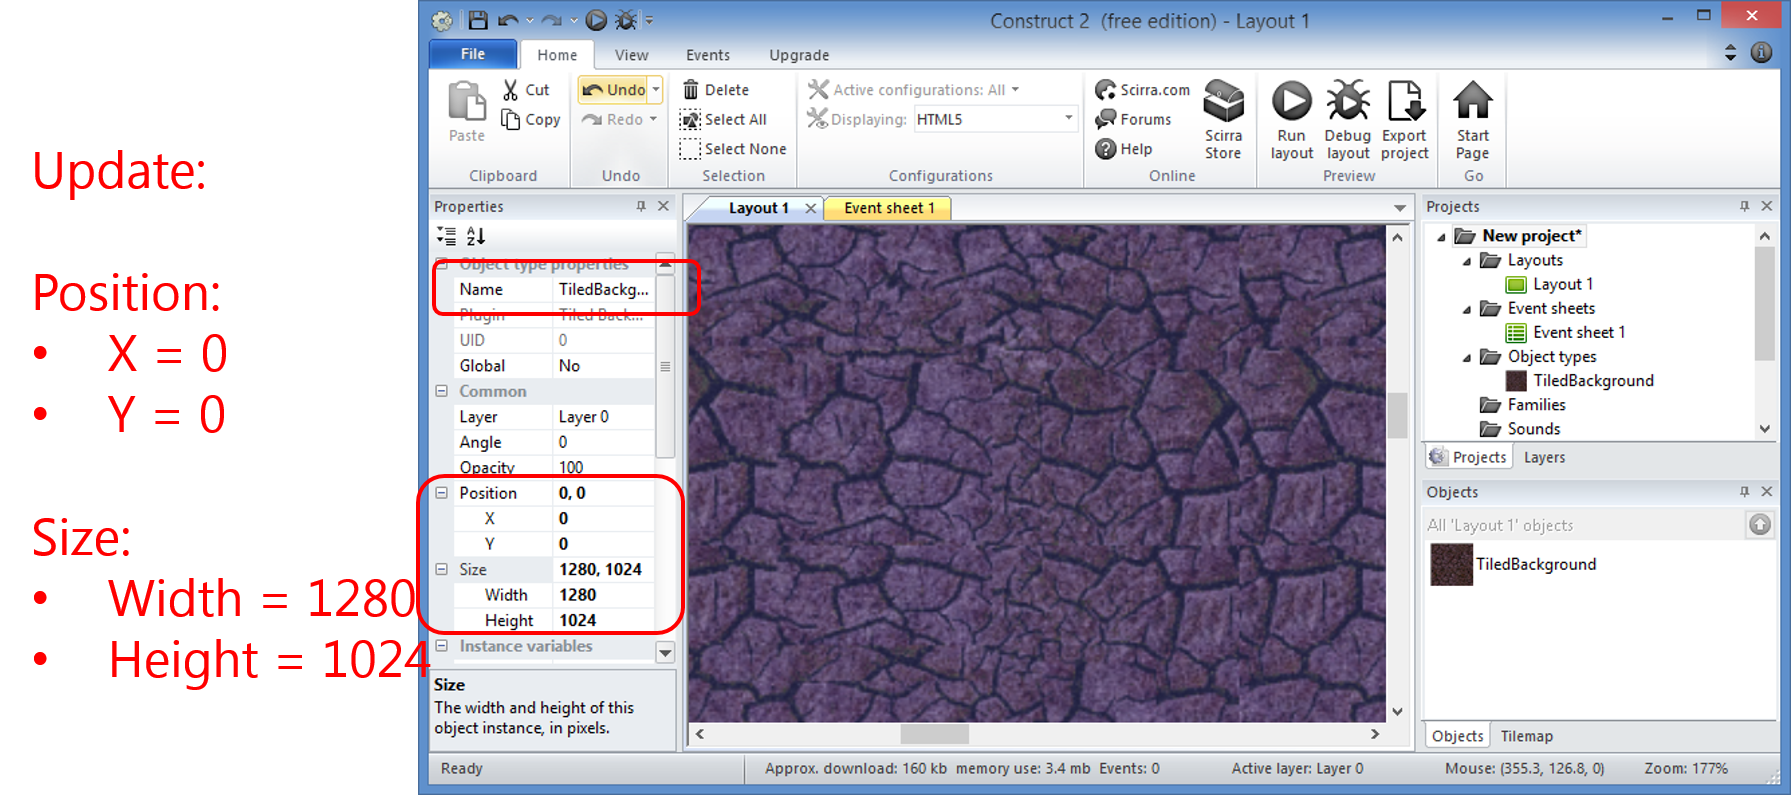 Update:
Position:
• X = 0
• Y = 0
Size:
• Width = 1280
• Height = 1024
Construct 2 (free edition) - Layout 1
File Home View Events Upgrade
Paste
Cut
Copy
Clipboard
Undo
Redo
Undo
Delete
Select All
Select None
Selection
Active configurations: All
Displaying: HTML5
Configurations
Scirra.com
Forums
Help
Scirra
Store
Online
Run
layout
Debug
layout
Export
project
Preview
Start
Page
Go
Properties
Object type properties
Name TiledBackg...
Plugin Tiled Back...
UID 0
Global No
Common
Layer Layer 0
Angle 0
Opacity 100
Position 0, 0
X 0
Y 0
Size 1280, 1024
Width 1280
Height 1024
Instance variables
Size
The width and height of this
object instance, in pixels.
Layout 1 Event sheet 1
Projects
New project*
Layouts
Layout 1
Event sheets
Event sheet 1
Object types
TiledBackground
Families
Sounds
Projects Layers
Objects
All 'Layout 1' objects
TiledBackground
Objects Tilemap
Ready
Approx. download: 160 kb memory use: 3.4 mb Events: 0
Active layer: Layer 0
Mouse: (355.3, 126.8, 0)
Zoom: 177%